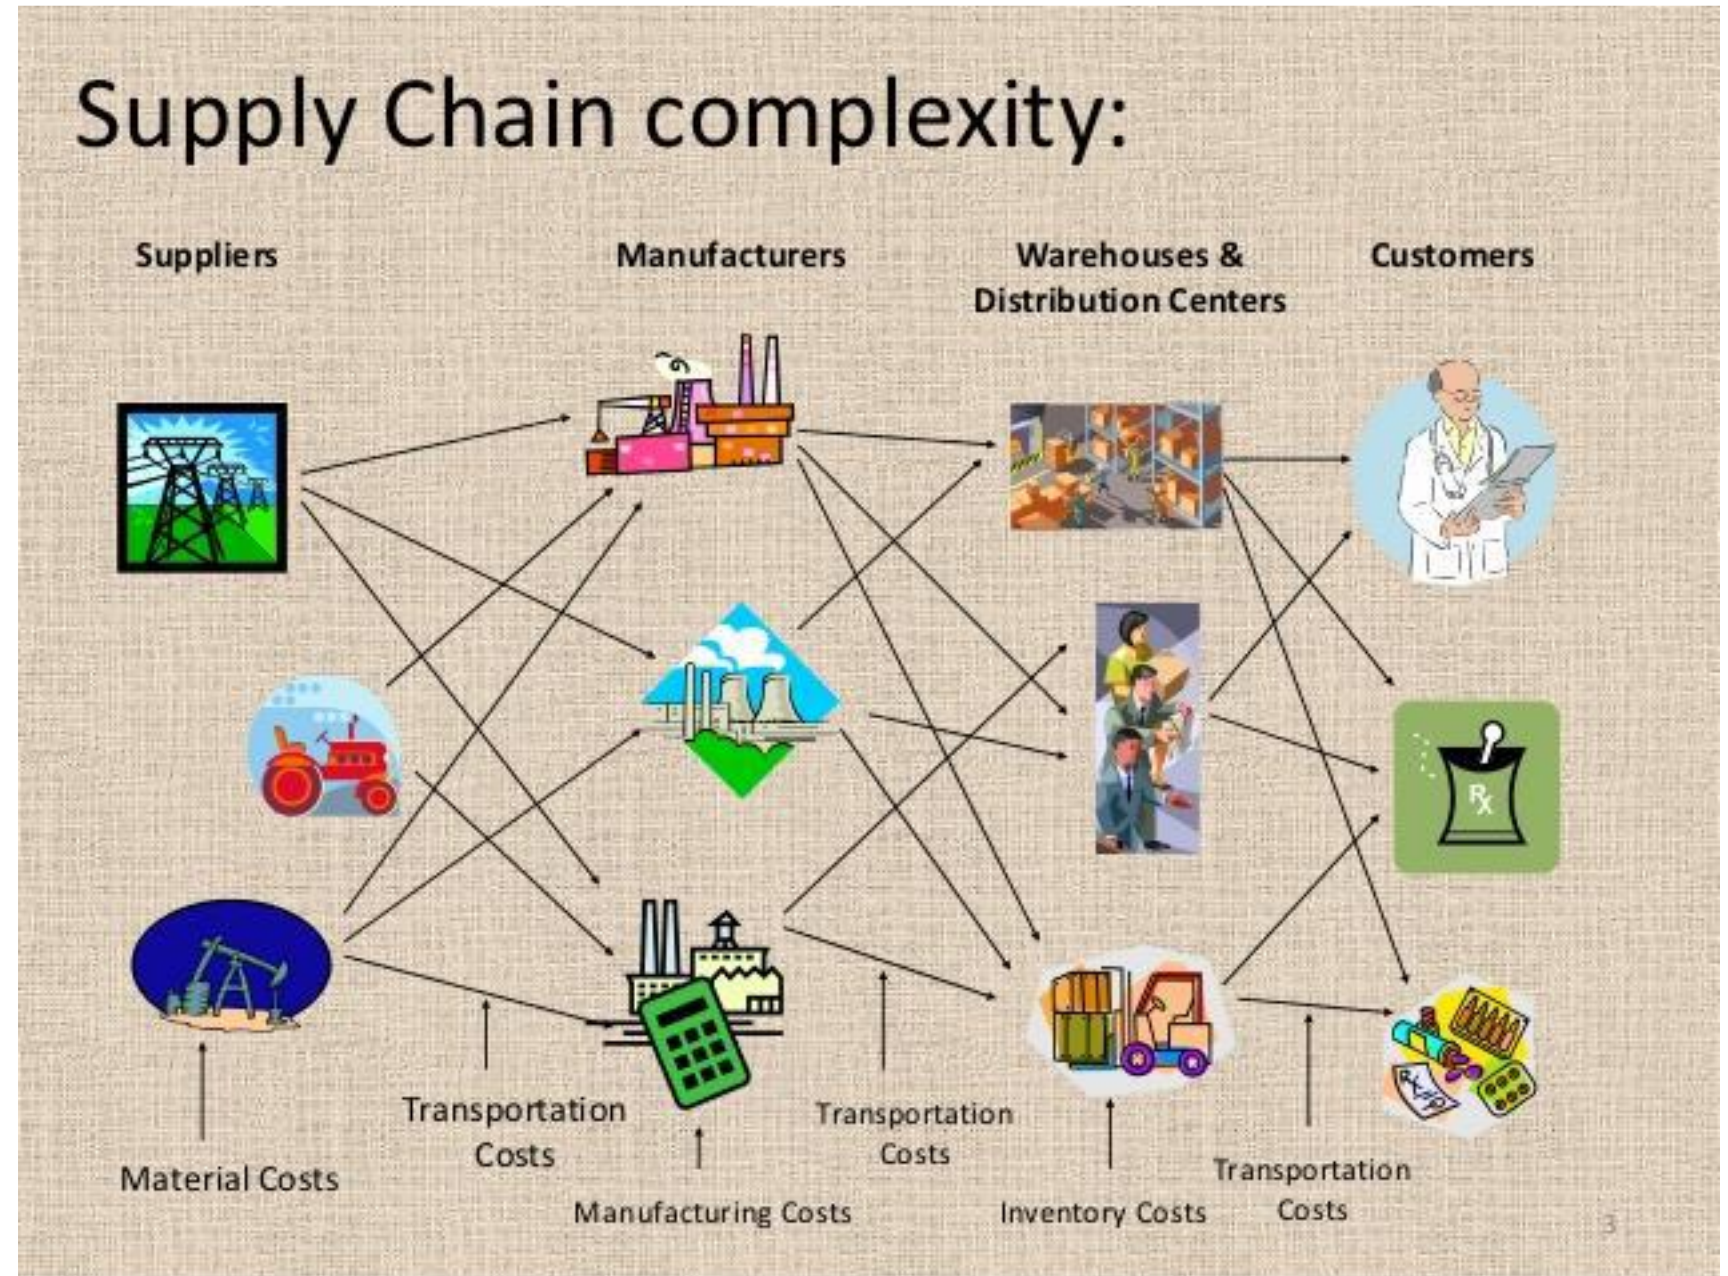 Supply Chain complexity:
Suppliers
Manufacturers
Warehouses &
Distribution Centers
Customers
Rx
Transportation
Costs
Transportation
Costs
Material Costs
Manufacturing Costs
Inventory Costs
Transportation
Costs
3